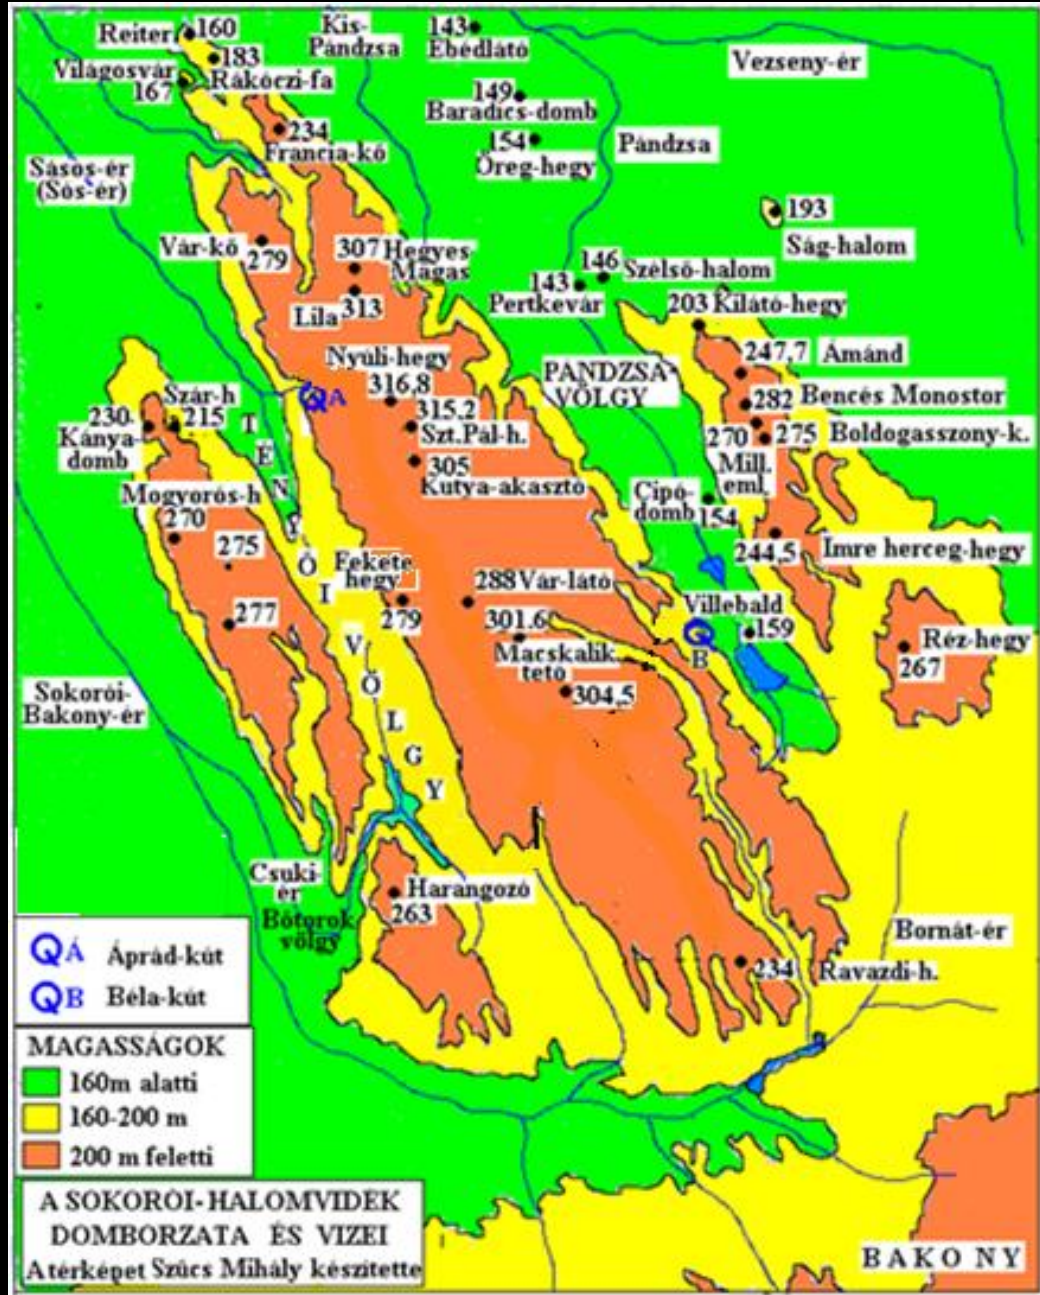 Reiter 160
183
Világosvár
167
Rákóczi-fa
Kis-
Pándzsa
143
Ebédlátó
149
Baradics-domb
154
Öreg-hegy
Vezseny-ér
Pándzsa
Sásos-ér
(Sós-ér)
234
Francia-kő
Vár-kő
279
307 Hegyes-
Magas
Lila 313
193
Ság-halom
146 Szélső-halom
143
Pertkevár
203 Kilátó-hegy
247,7 Ámánd
282 Bencés Monostor
270 275 Boldogasszony-k.
Mill.
eml.
Nyúli-hegy
316,8
315,2
Szt.Pál-h.
305
Kutya-akasztó
PANDZSA-
VÖLGY
Szár-h
230 215
Kánya-
domb
A
TÉNYŐI VÖLGY
Mogyorós-h
270
275
277
Cipó-
domb 154
244,5 Imre herceg-hegy
Fekete
hegy
279
288 Vár-látó
301.6
Macskalik
tető
304,5
Villebald
159
B
Réz-hegy
267
Sokorói-
Bakony-ér
Csuki-
ér
Bőtorok
völgy
Harangozó
263
Bornát-ér
234 Ravazdi-h.
Á Áprád-kút
B Béla-kút
MAGASSÁGOK
160m alatti
160-200 m
200 m feletti
A SOKORÓI-HALOMVIDÉK
DOMBORZATA ÉS VIZEI
A térképet Szűcs Mihály készítette
BAKONY